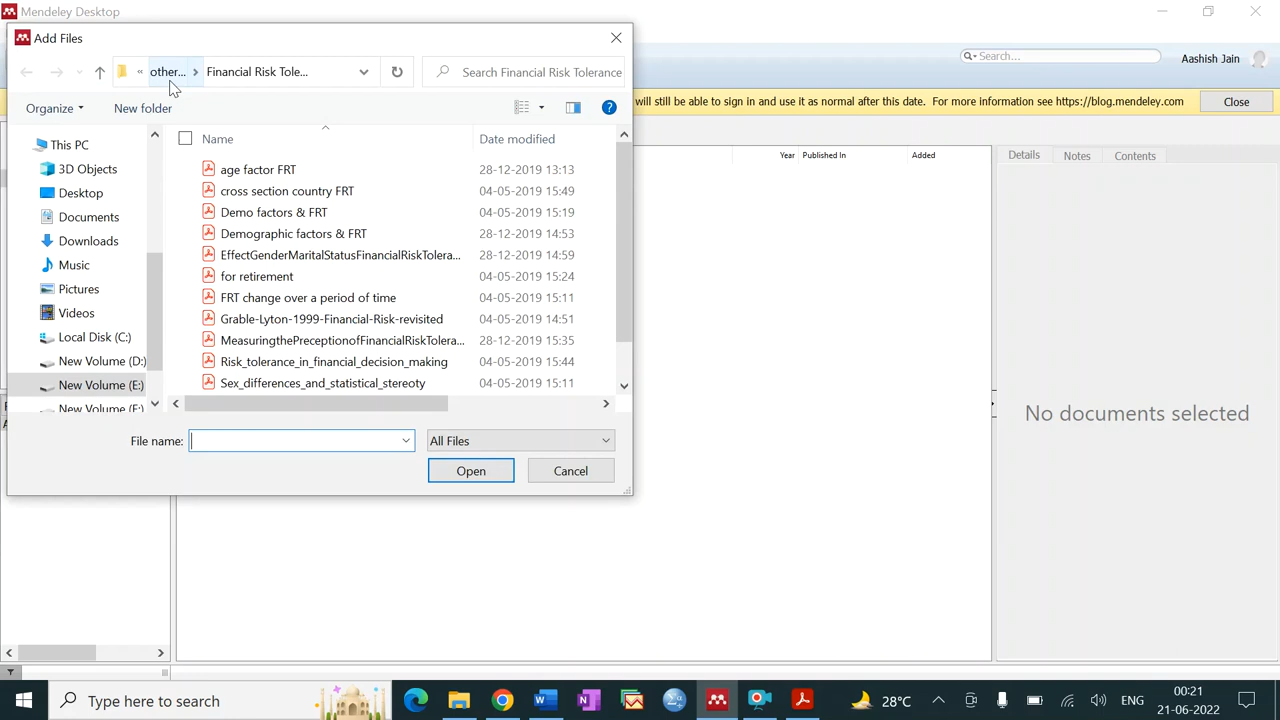 Mendeley Desktop
Add Files
« other... › Financial Risk Tole...
Search Financial Risk Tolerance
Search...
Aashish Jain
Organize
New folder
will still be able to sign in and use it as normal after this date. For more information see https://blog.mendeley.com
Close
This PC
3D Objects
Desktop
Documents
Downloads
Music
Pictures
Videos
Local Disk (C:)
New Volume (D:)
New Volume (E:)
New Volume (F:)
Name
Date modified
age factor FRT 28-12-2019 13:13
cross section country FRT 04-05-2019 15:49
Demo factors & FRT 04-05-2019 15:19
Demographic factors & FRT 28-12-2019 14:53
EffectGenderMaritalStatusFinancialRiskTolera... 28-12-2019 14:59
for retirement 04-05-2019 15:24
FRT change over a period of time 04-05-2019 15:11
Grable-Lyton-1999-Financial-Risk-revisited 04-05-2019 14:51
MeasuringthePreceptionofFinancialRiskTolera... 28-12-2019 15:35
Risk_tolerance_in_financial_decision_making 04-05-2019 15:44
Sex_differences_and_statistical_stereoty 04-05-2019 15:11
File name:
All Files
Open
Cancel
Year
Published In
Added
Details
Notes
Contents
No documents selected
Type here to search
28°C
ENG
00:21
21-06-2022